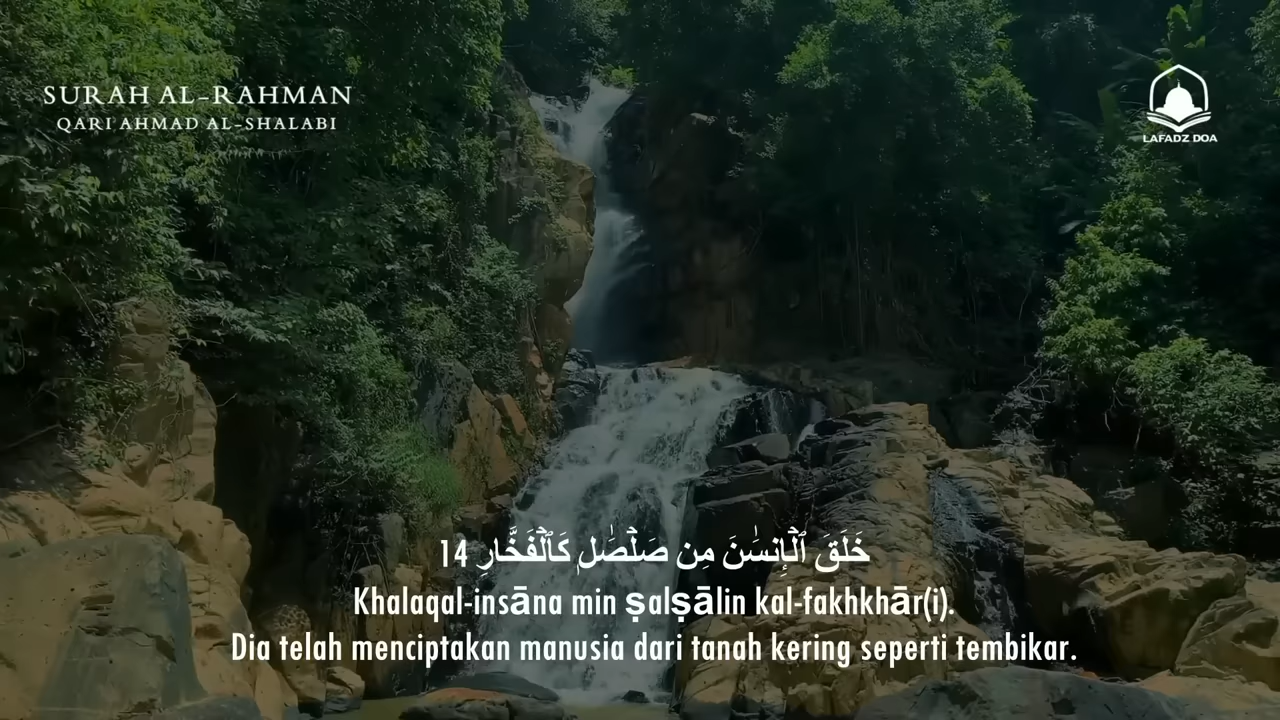 SURAH AL-RAHMAN
QARI AHMAD AL-SHALABI
LAFADZ DOA
خَلَقَ ٱلْإِنسَٰنَ مِن صَلْصَٰلٍ كَٱلْفَخَّارِ 14
Khalaqal-insāna min ṣalṣālin kal-fakhkhār(i).
Dia telah menciptakan manusia dari tanah kering seperti tembikar.